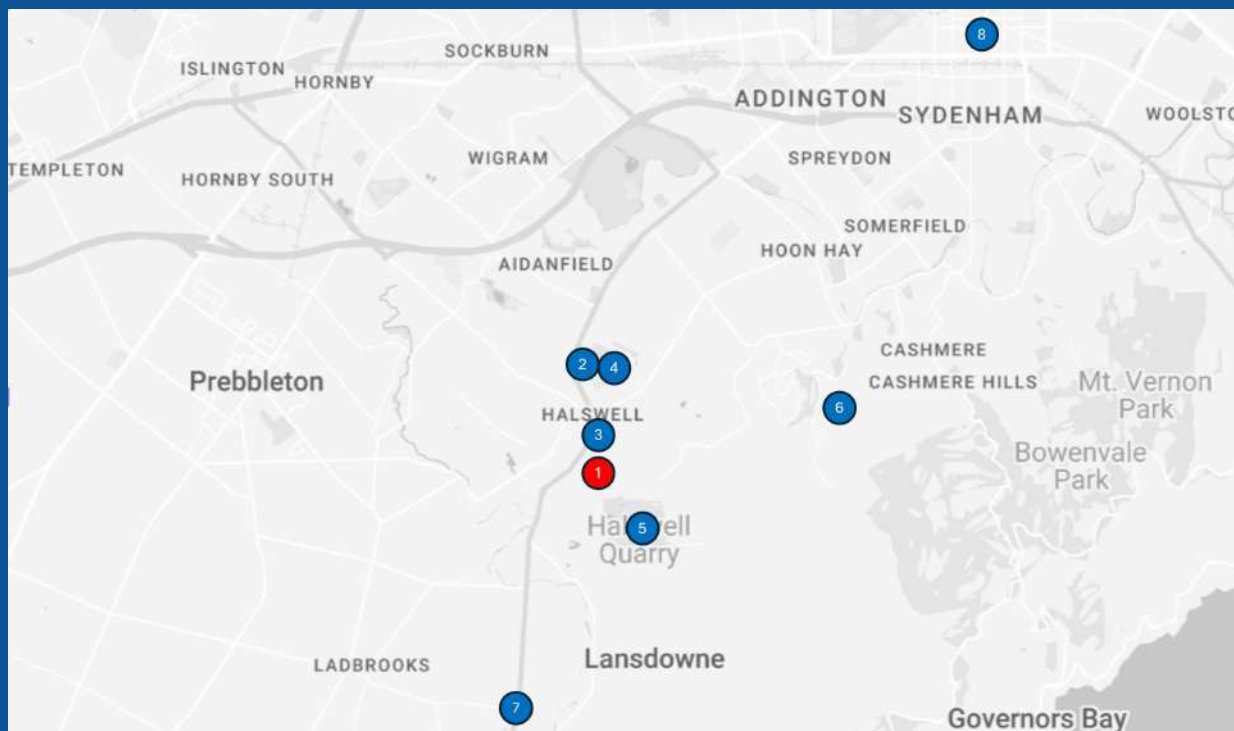 8
SOCKBURN
ISLINGTON
HORNBY
ADDINGTON
SYDENHAM
WOOLSTO
TEMPLETON
WIGRAM
SPREYDON
HORNBY SOUTH
SOMERFIELD
HOON HAY
AIDANFIELD
CASHMERE
2
4
Prebbleton
CASHMERE HILLS
Mt. Vernon
Park
6
HALSWELL
3
Bowenvale
Park
1
5
Quarry
Lansdowne
LADBROOKS
7
Governors Bay